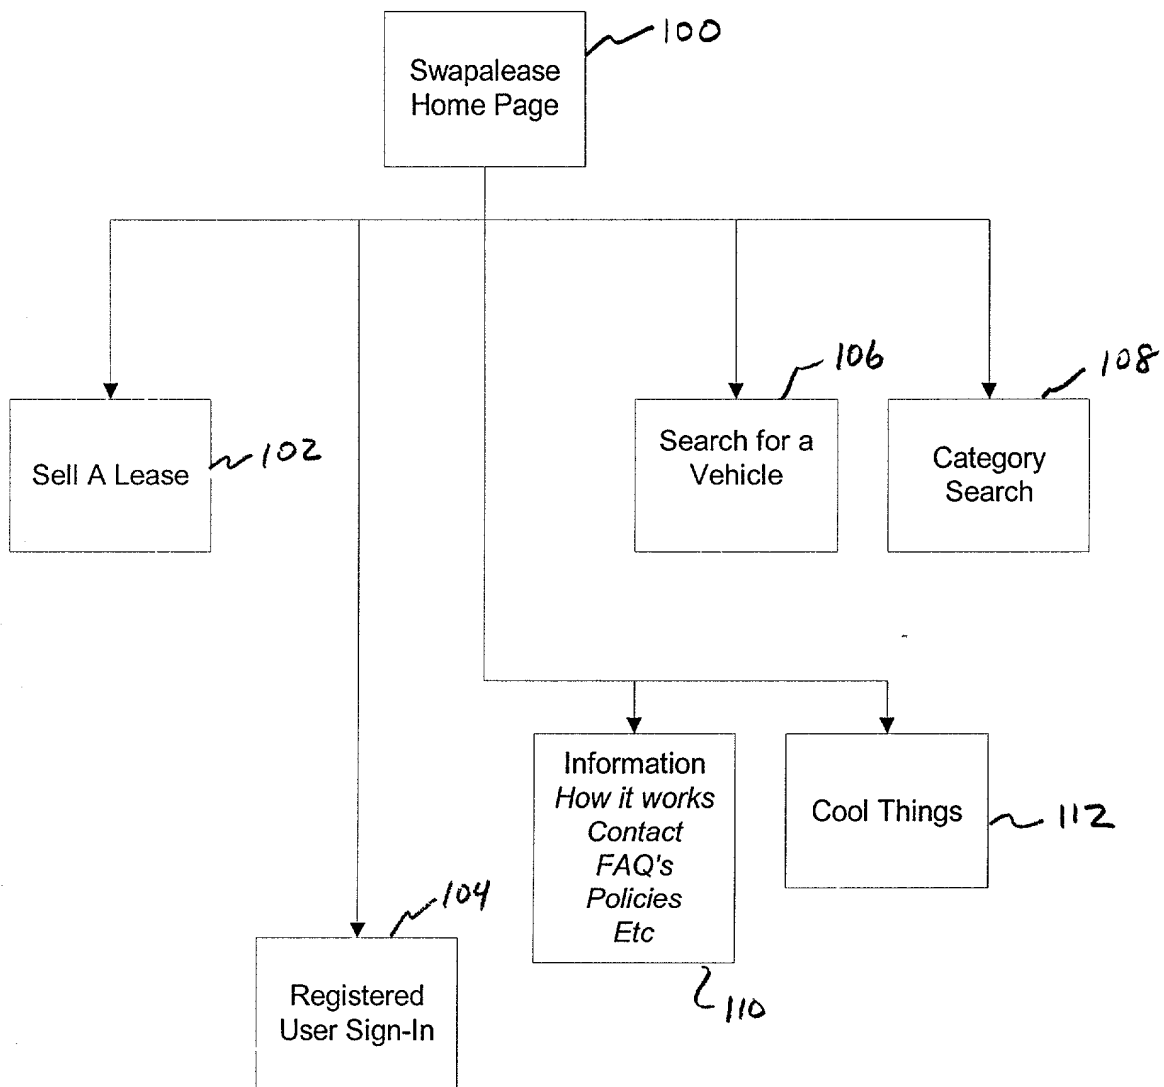 100
Swapalease
Home Page
106
108
Sell A Lease
102
Search for a
Vehicle
Category
Search
Information
How it works
Contact
FAQ's
Policies
Etc
Cool Things
112
104
110
Registered
User Sign-In